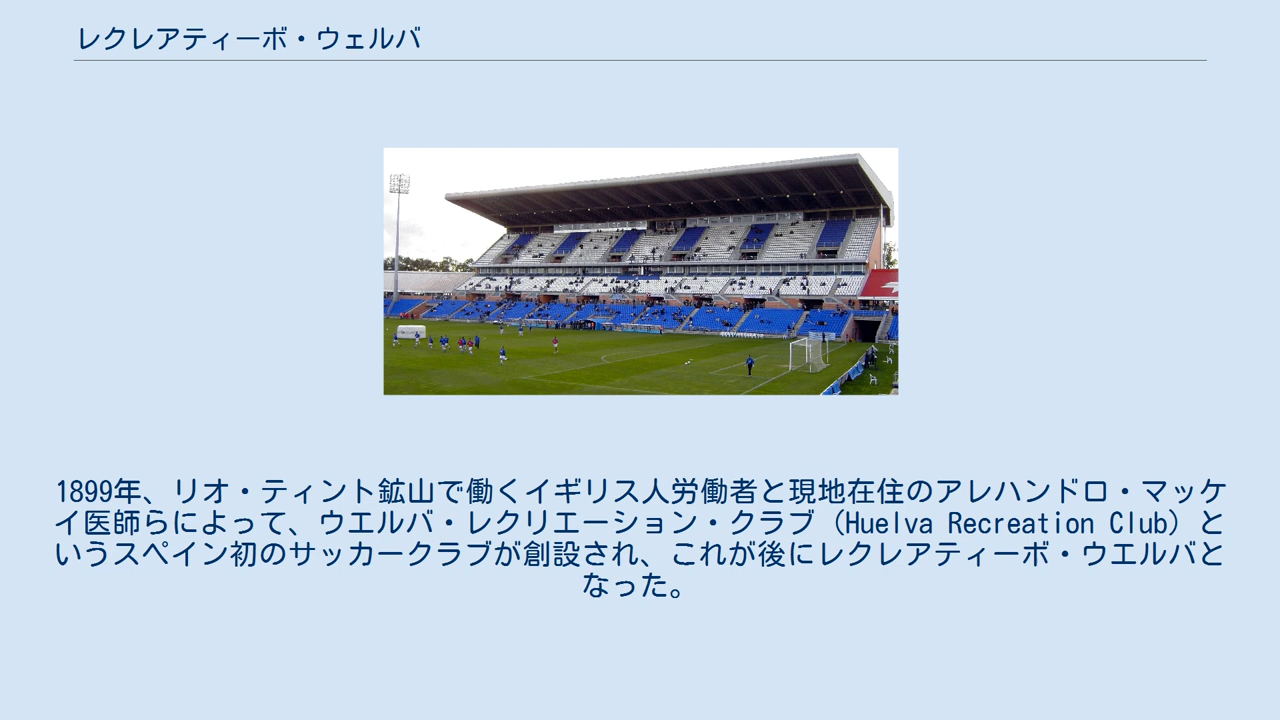 レクレアティーボ・ウェルバ
1899年、リオ・ティント鉱山で働くイギリス人労働者と現地在住のアレハンドロ・マッケ
イ医師らによって、ウエルバ・レクリエーション・クラブ (Huelva Recreation Club) と
いうスペイン初のサッカークラブが創設され、これが後にレクレアティーボ・ウエルバと
なった。